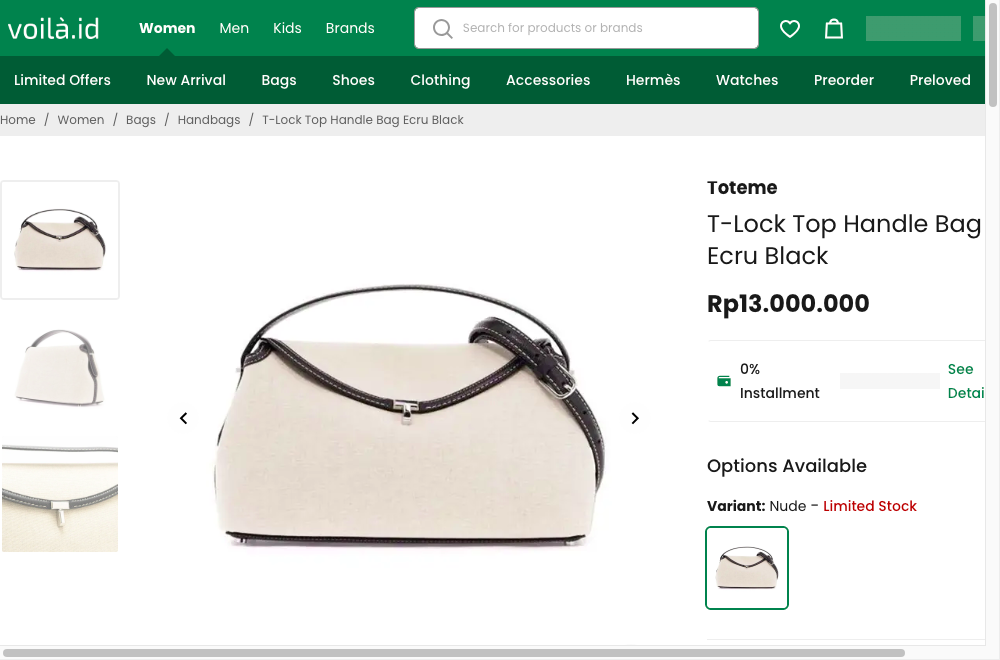 voilà.id
Women
Men
Kids
Brands
Search for products or brands
Limited Offers
New Arrival
Bags
Shoes
Clothing
Accessories
Hermès
Watches
Preorder
Preloved
Home / Women / Bags / Handbags / T-Lock Top Handle Bag Ecru Black
Toteme
T-Lock Top Handle Bag
Ecru Black
Rp13.000.000
0%
Installment
See
Detai
Options Available
Variant: Nude – Limited Stock